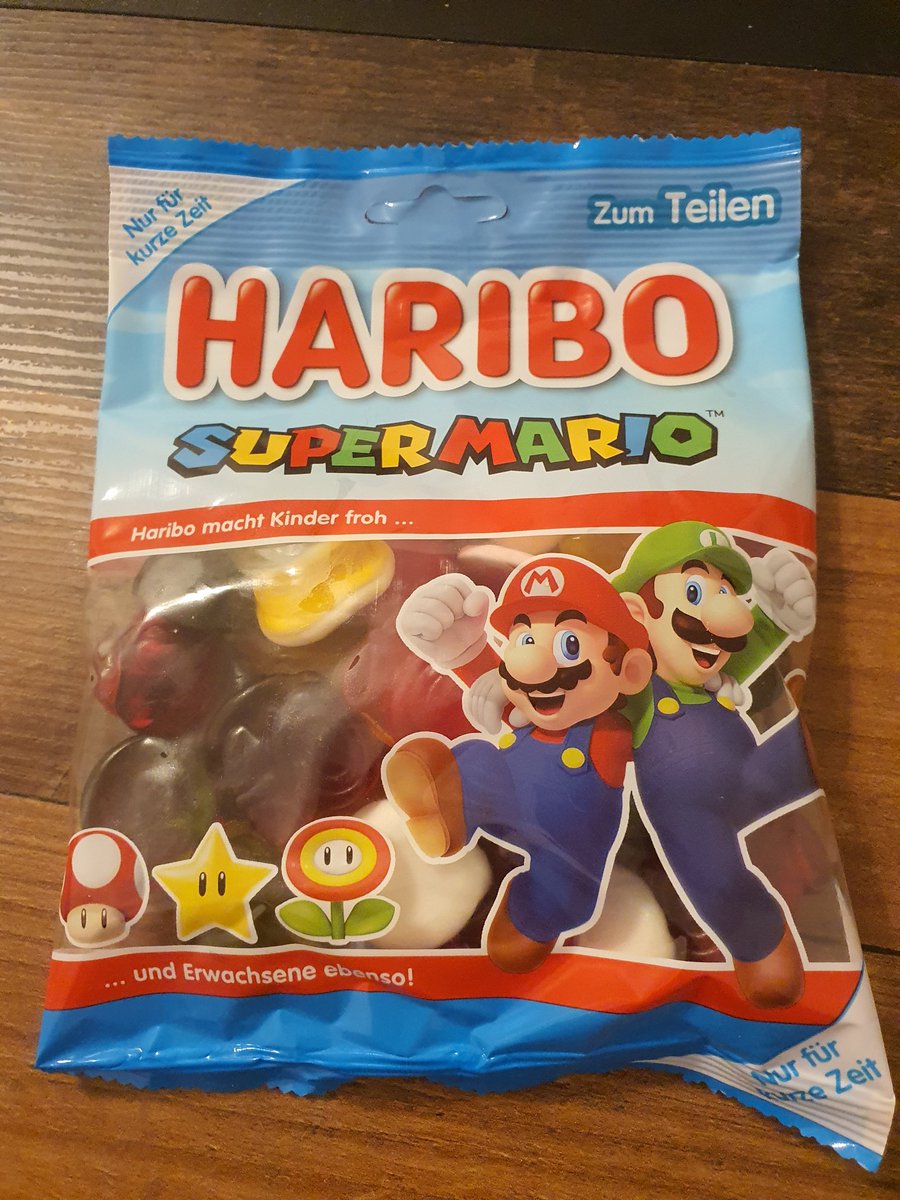 Nur für
kurze Zeit
Zum Teilen
HARIBO
SUPER MARIO™
Haribo macht Kinder froh ...
M
L
... und Erwachsene ebenso!
Nur für
kurze Zeit